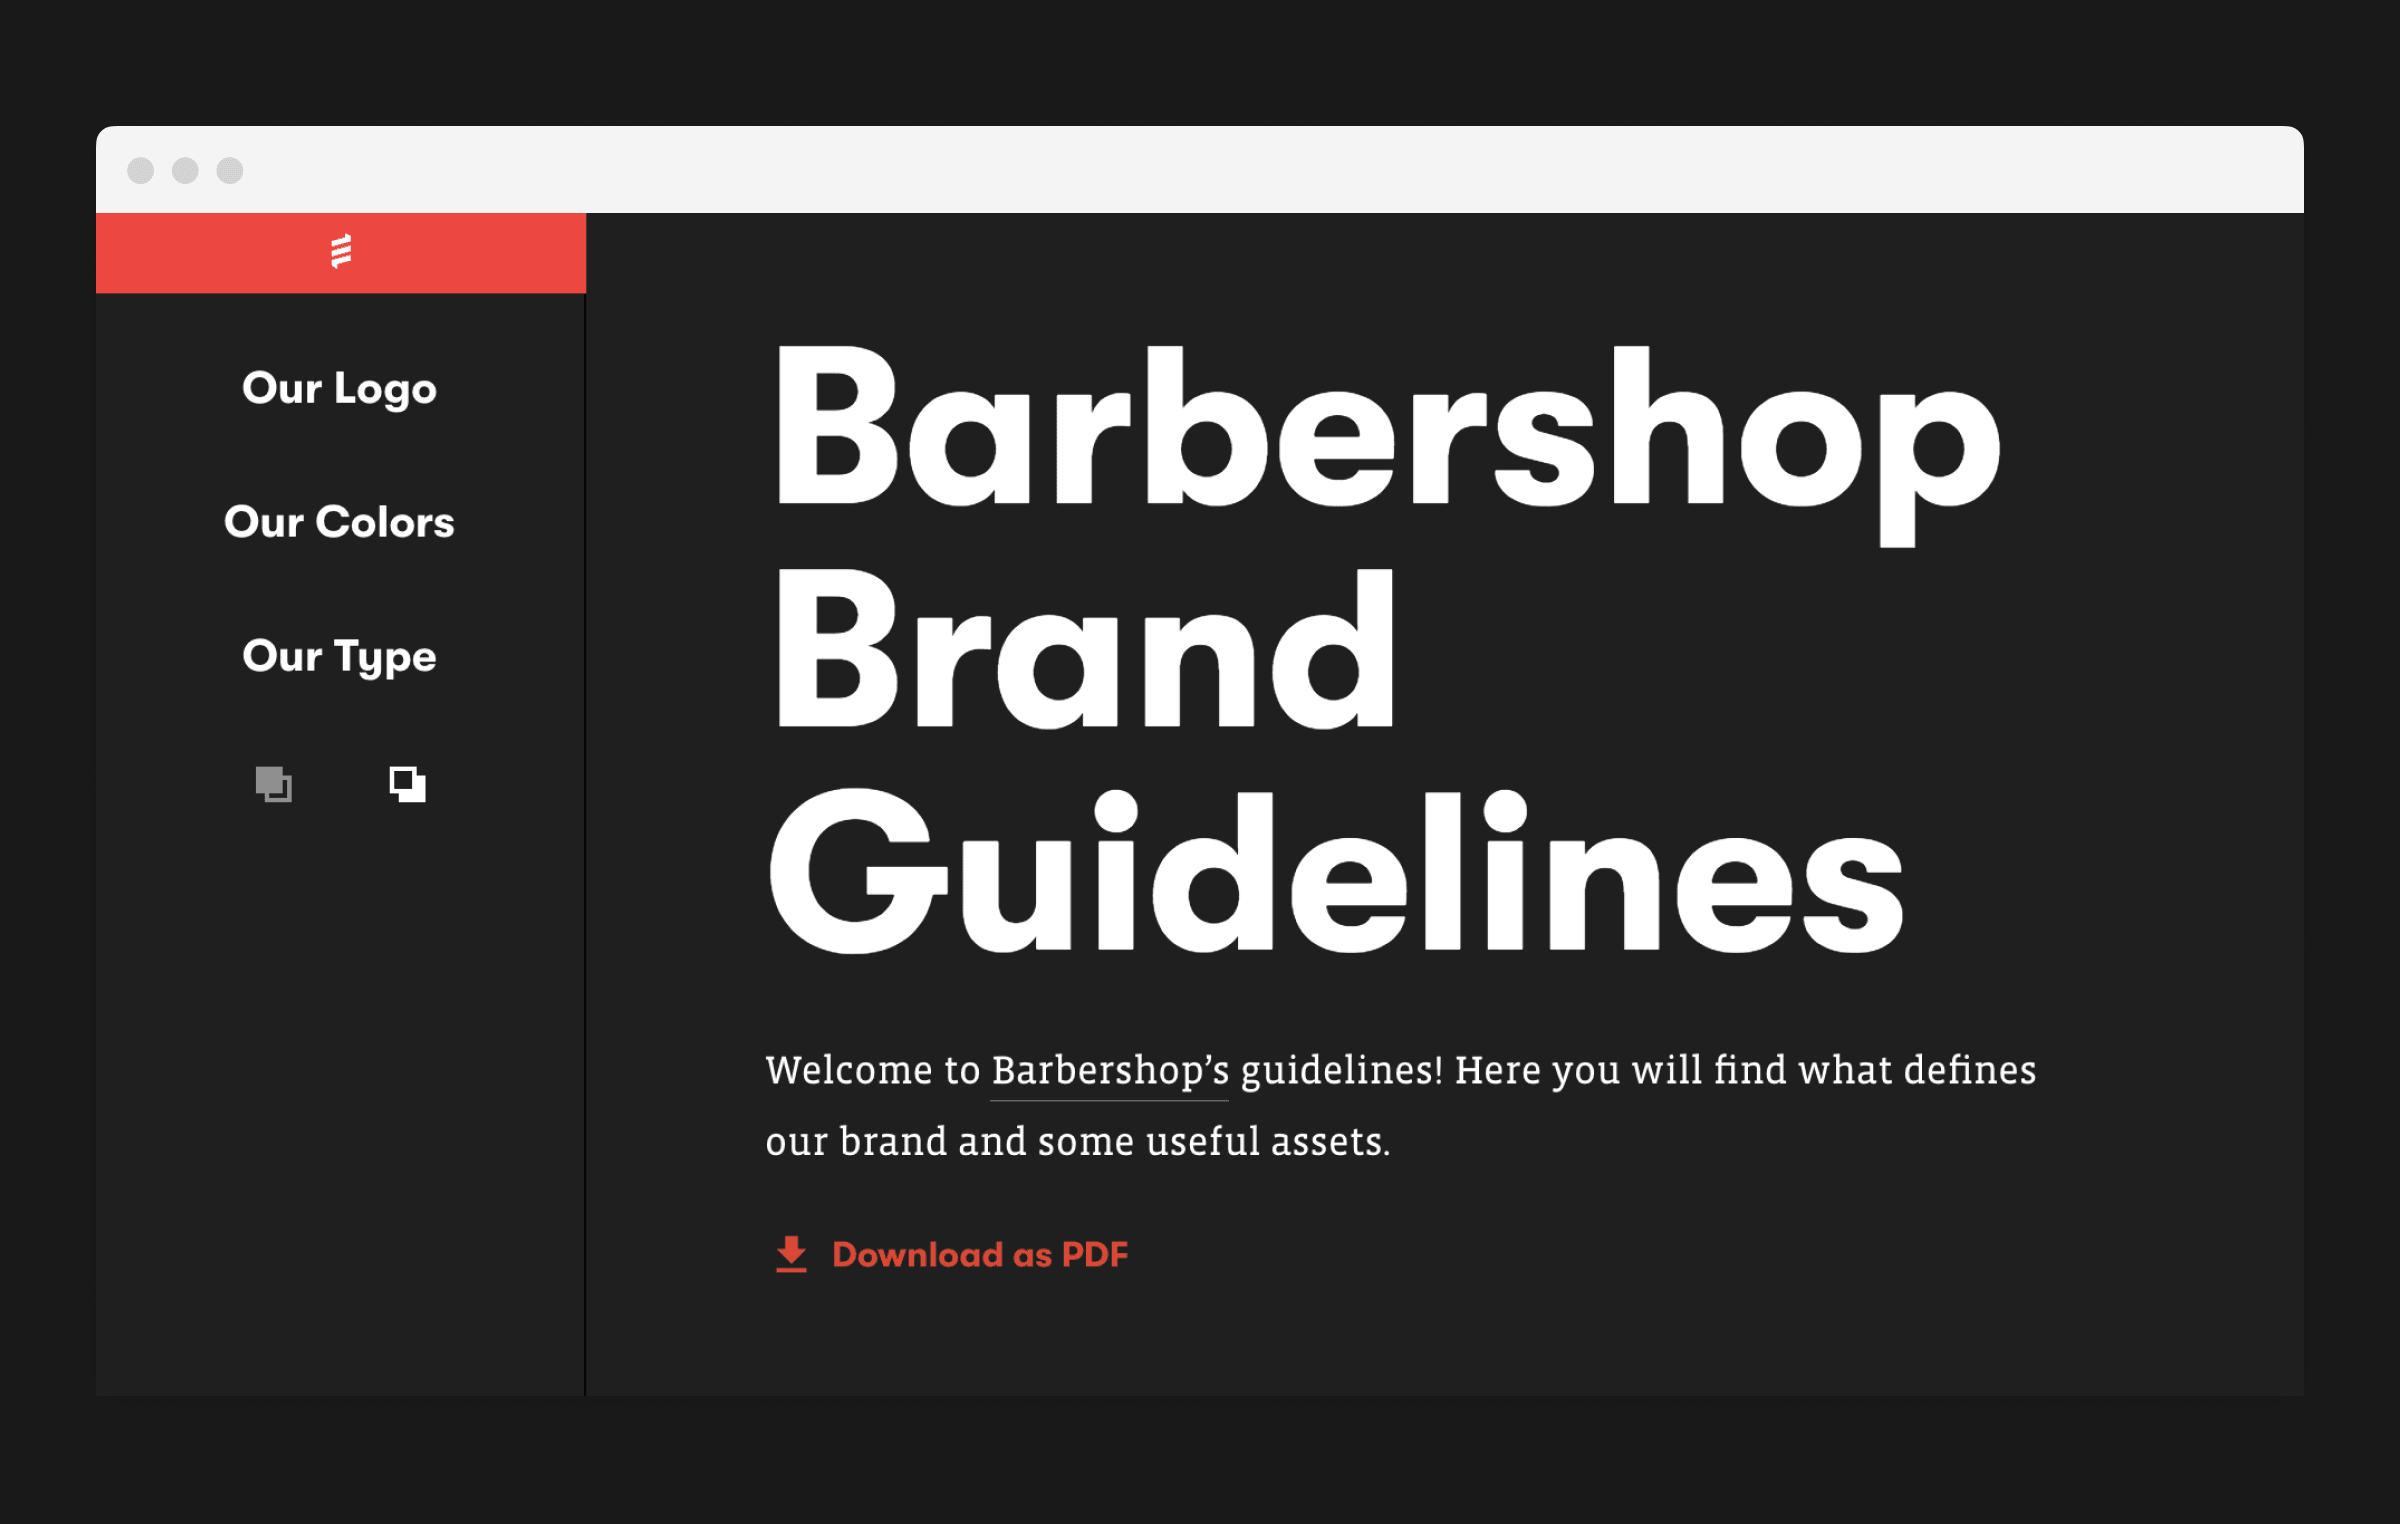 Our Logo
Our Colors
Our Type
Barbershop
Brand
Guidelines
Welcome to Barbershop’s guidelines! Here you will find what defines
our brand and some useful assets.
Download as PDF